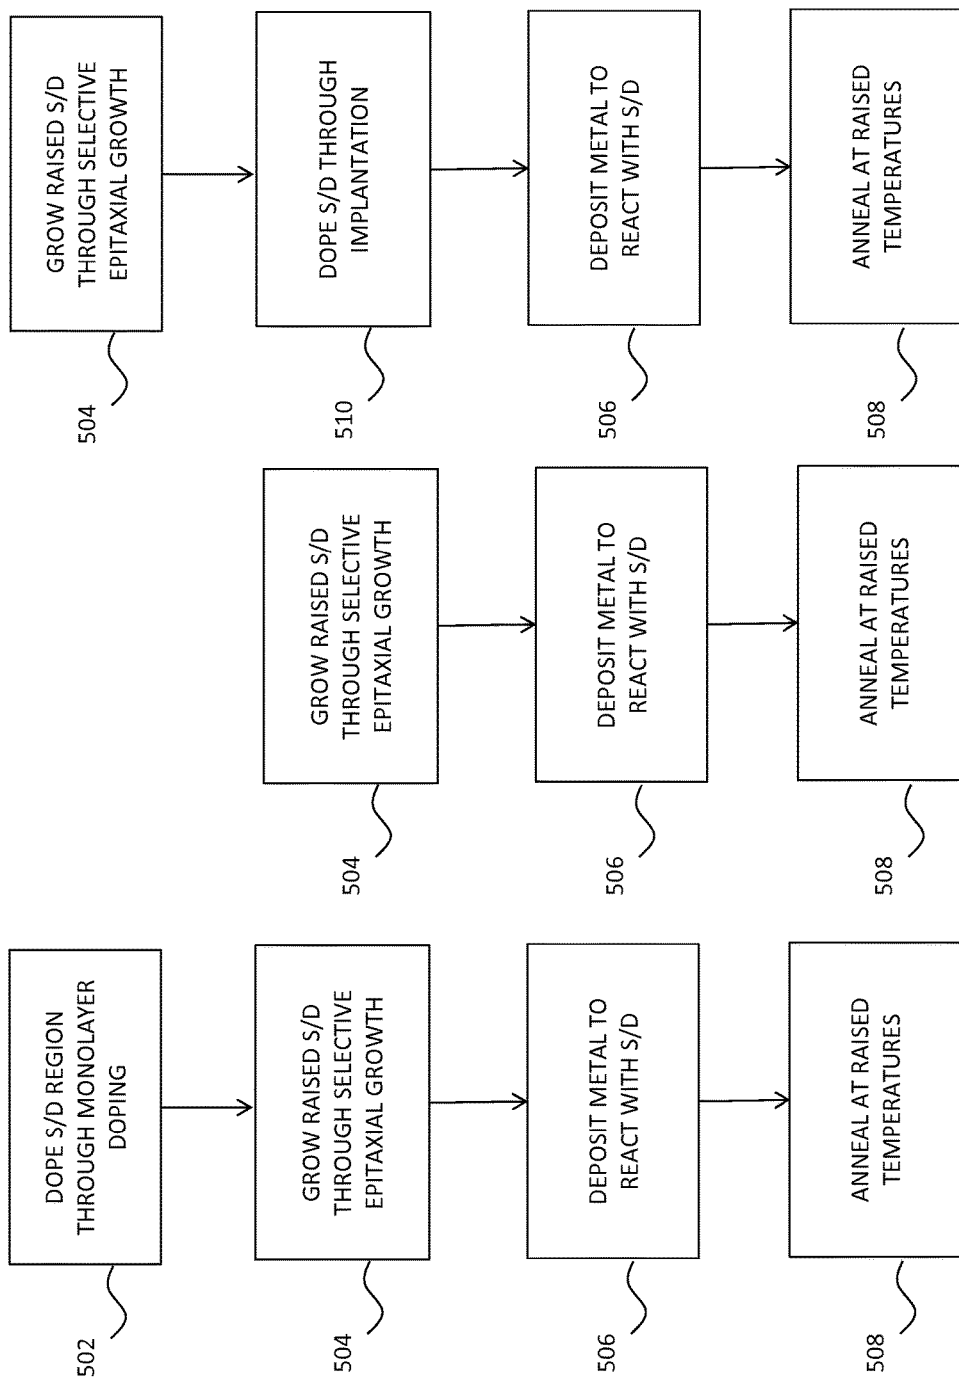 DOPE S/D REGION
THROUGH MONOLAYER
DOPING
502
GROW RAISED S/D
THROUGH SELECTIVE
EPITAXIAL GROWTH
504
DEPOSIT METAL TO
REACT WITH S/D
506
ANNEAL AT RAISED
TEMPERATURES
508
GROW RAISED S/D
THROUGH SELECTIVE
EPITAXIAL GROWTH
504
DEPOSIT METAL TO
REACT WITH S/D
506
ANNEAL AT RAISED
TEMPERATURES
508
GROW RAISED S/D
THROUGH SELECTIVE
EPITAXIAL GROWTH
504
DOPE S/D THROUGH
IMPLANTATION
510
DEPOSIT METAL TO
REACT WITH S/D
506
ANNEAL AT RAISED
TEMPERATURES
508